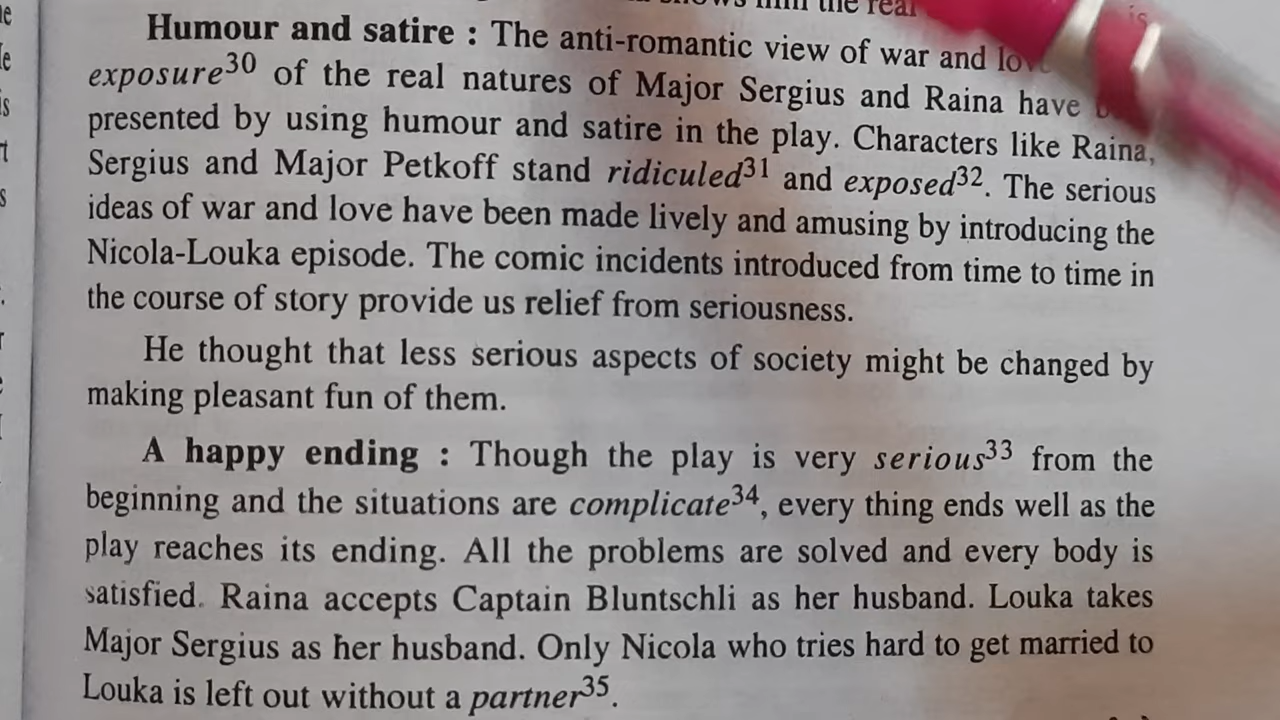 him the real is
Humour and satire : The anti-romantic view of war and
exposure30 of the real natures of Major Sergius and Raina have
presented by using humour and satire in the play. Characters like Raina,
Sergius and Major Petkoff stand ridiculed31 and exposed32. The serious
ideas of war and love have been made lively and amusing by introducing the
Nicola-Louka episode. The comic incidents introduced from time to time in
the course of story provide us relief from seriousness.
He thought that less serious aspects of society might be changed by
making pleasant fun of them.
A happy ending : Though the play is very serious33 from the
beginning and the situations are complicate34, every thing ends well as the
play reaches its ending. All the problems are solved and every body is
satisfied. Raina accepts Captain Bluntschli as her husband. Louka takes
Major Sergius as her husband. Only Nicola who tries hard to get married to
Louka is left out without a partner35.